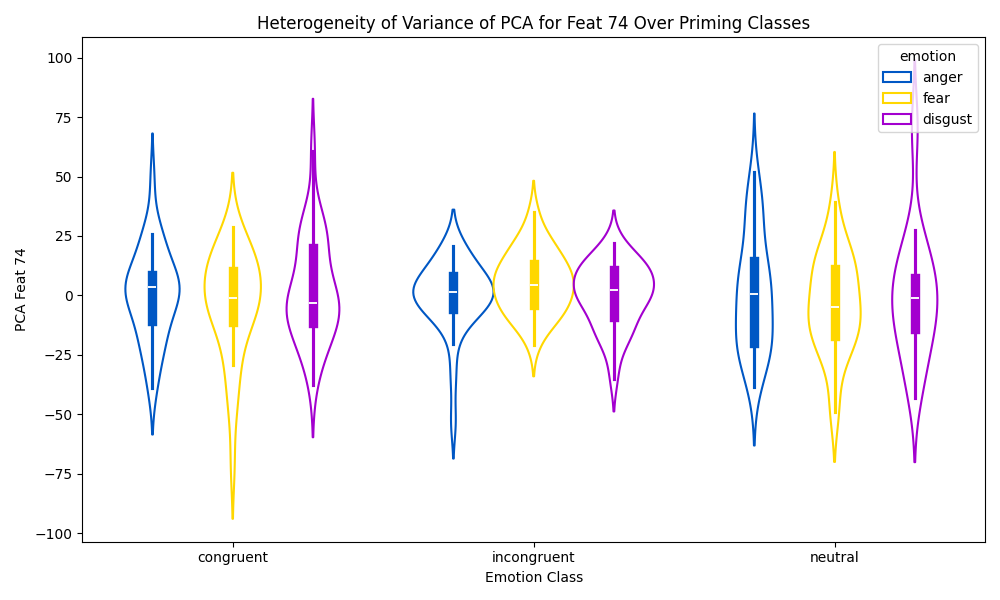 Heterogeneity of Variance of PCA for Feat 74 Over Priming Classes
emotion
anger
fear
disgust
PCA Feat 74
100
75
50
25
0
−25
−50
−75
−100
congruent
incongruent
neutral
Emotion Class